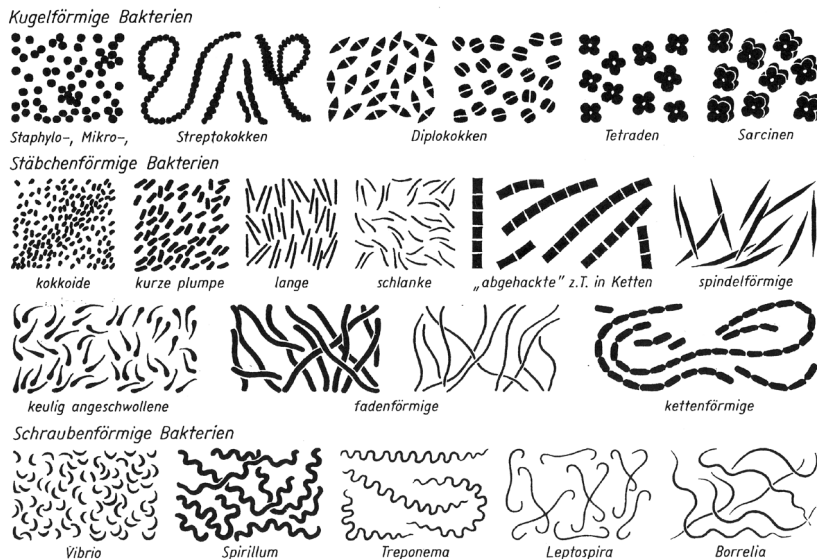 Kugelförmige Bakterien
Staphylo–, Mikro–, Streptokokken Diplokokken Tetraden Sarcinen
Stäbchenförmige Bakterien
kokkoide kurze plumpe lange schlanke „abgehackte” z.T. in Ketten spindelförmige
keulig angeschwollene fadenförmige kettenförmige
Schraubenförmige Bakterien
Vibrio Spirillum Treponema Leptospira Borrelia